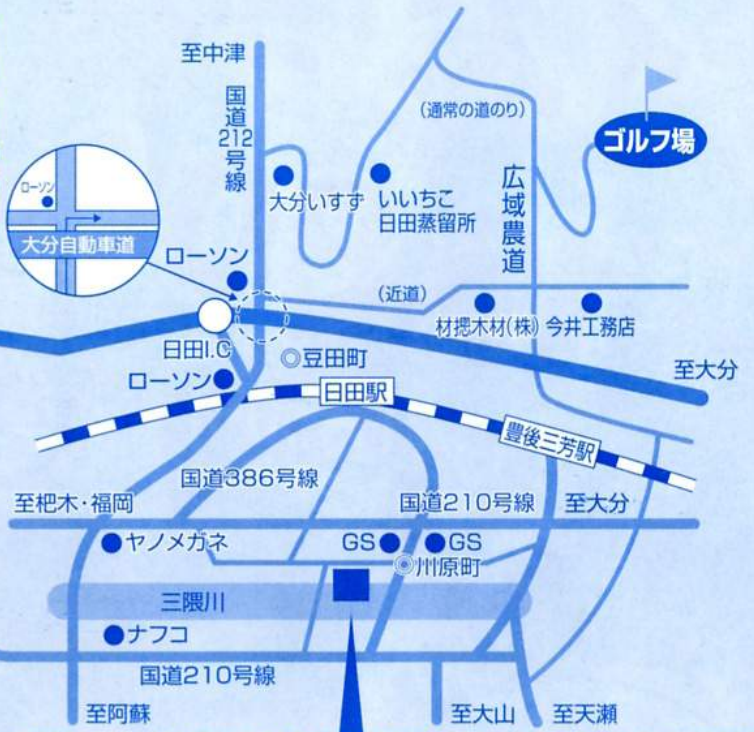 至中津
国道212号線
(通常の道のり)
ゴルフ場
大分いすず
いいちこ
日田蒸留所
広域農道
ローソン
大分自動車道
ローソン
(近道)
材摠木材(株)
今井工務店
日田I.C
豆田町
至大分
ローソン
日田駅
豊後三芳駅
国道386号線
至杷木・福岡
国道210号線
至大分
ヤノメガネ
GS
GS
川原町
三隈川
ナフコ
国道210号線
至阿蘇
至大山
至天瀬